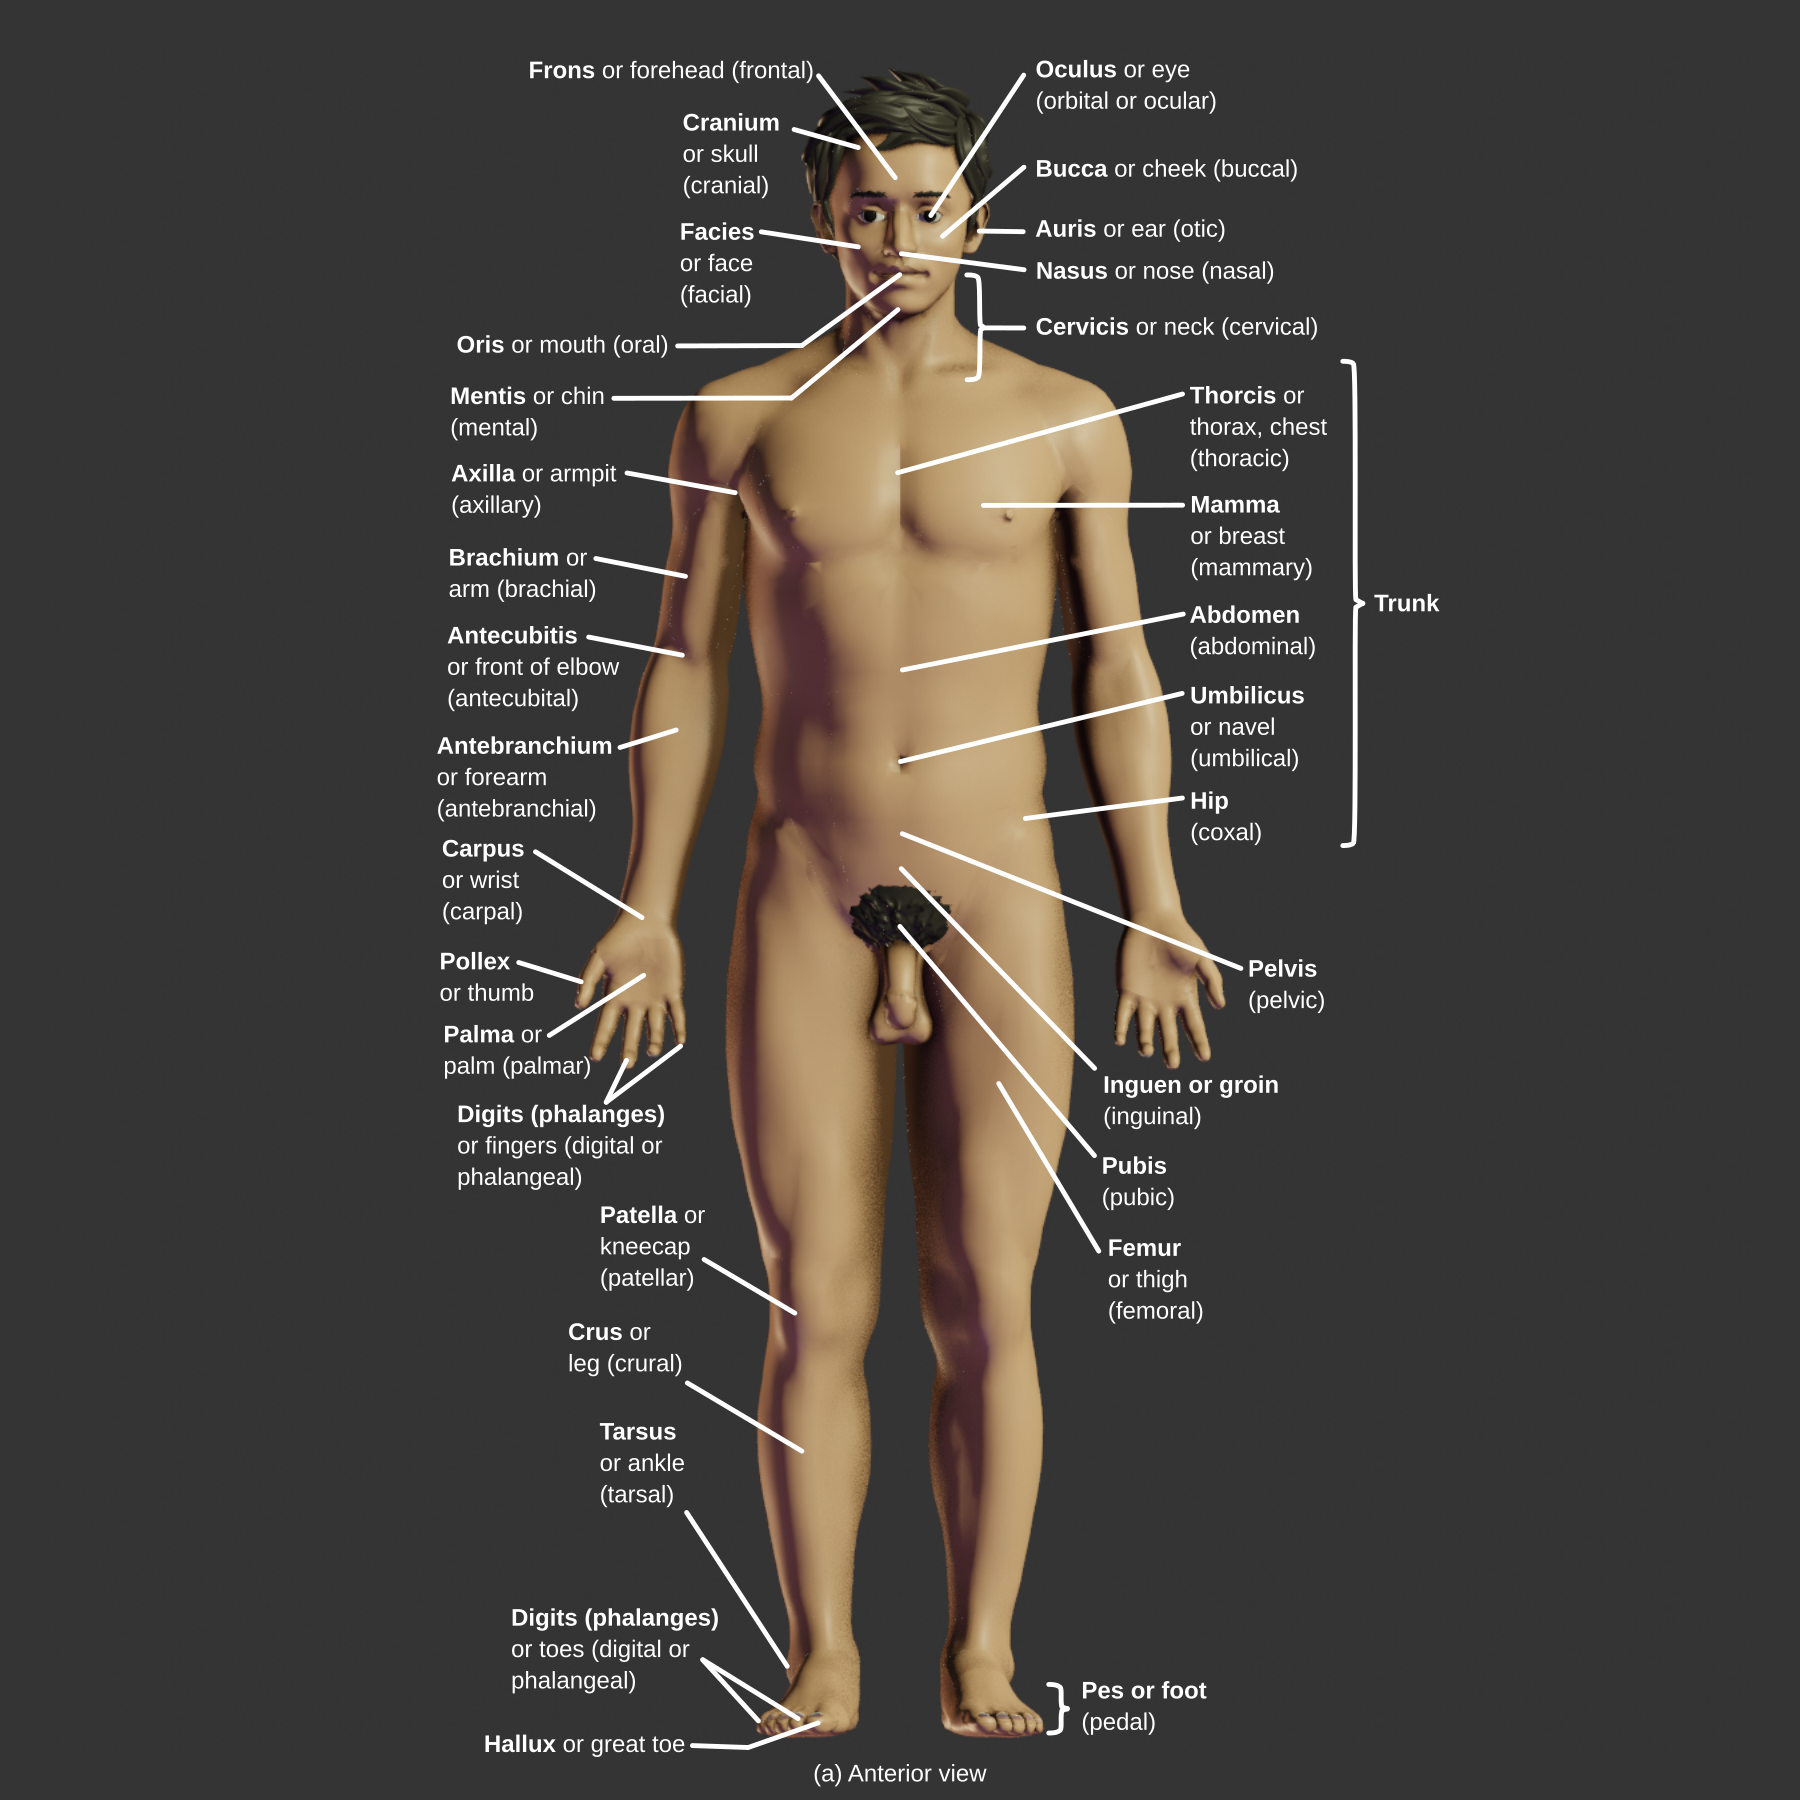 Frons or forehead (frontal)
Cranium
or skull
(cranial)
Facies
or face
(facial)
Oris or mouth (oral)
Mentis or chin
(mental)
Axilla or armpit
(axillary)
Brachium or
arm (brachial)
Antecubitis
or front of elbow
(antecubital)
Antebranchium
or forearm
(antebranchial)
Carpus
or wrist
(carpal)
Pollex
or thumb
Palma or
palm (palmar)
Digits (phalanges)
or fingers (digital or
phalangeal)
Patella or
kneecap
(patellar)
Crus or
leg (crural)
Tarsus
or ankle
(tarsal)
Digits (phalanges)
or toes (digital or
phalangeal)
Hallux or great toe
Oculus or eye
(orbital or ocular)
Bucca or cheek (buccal)
Auris or ear (otic)
Nasus or nose (nasal)
Cervicis or neck (cervical)
Thorcis or
thorax, chest
(thoracic)
Mamma
or breast
(mammary)
Abdomen
(abdominal)
Umbilicus
or navel
(umbilical)
Hip
(coxal)
Trunk
Pelvis
(pelvic)
Inguen or groin
(inguinal)
Pubis
(pubic)
Femur
or thigh
(femoral)
Pes or foot
(pedal)
(a) Anterior view